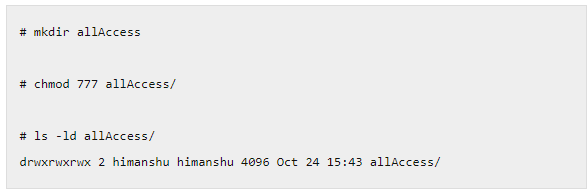 # mkdir allAccess
# chmod 777 allAccess/
# ls -ld allAccess/
drwxrwxrwx 2 himanshu himanshu 4096 Oct 24 15:43 allAccess/